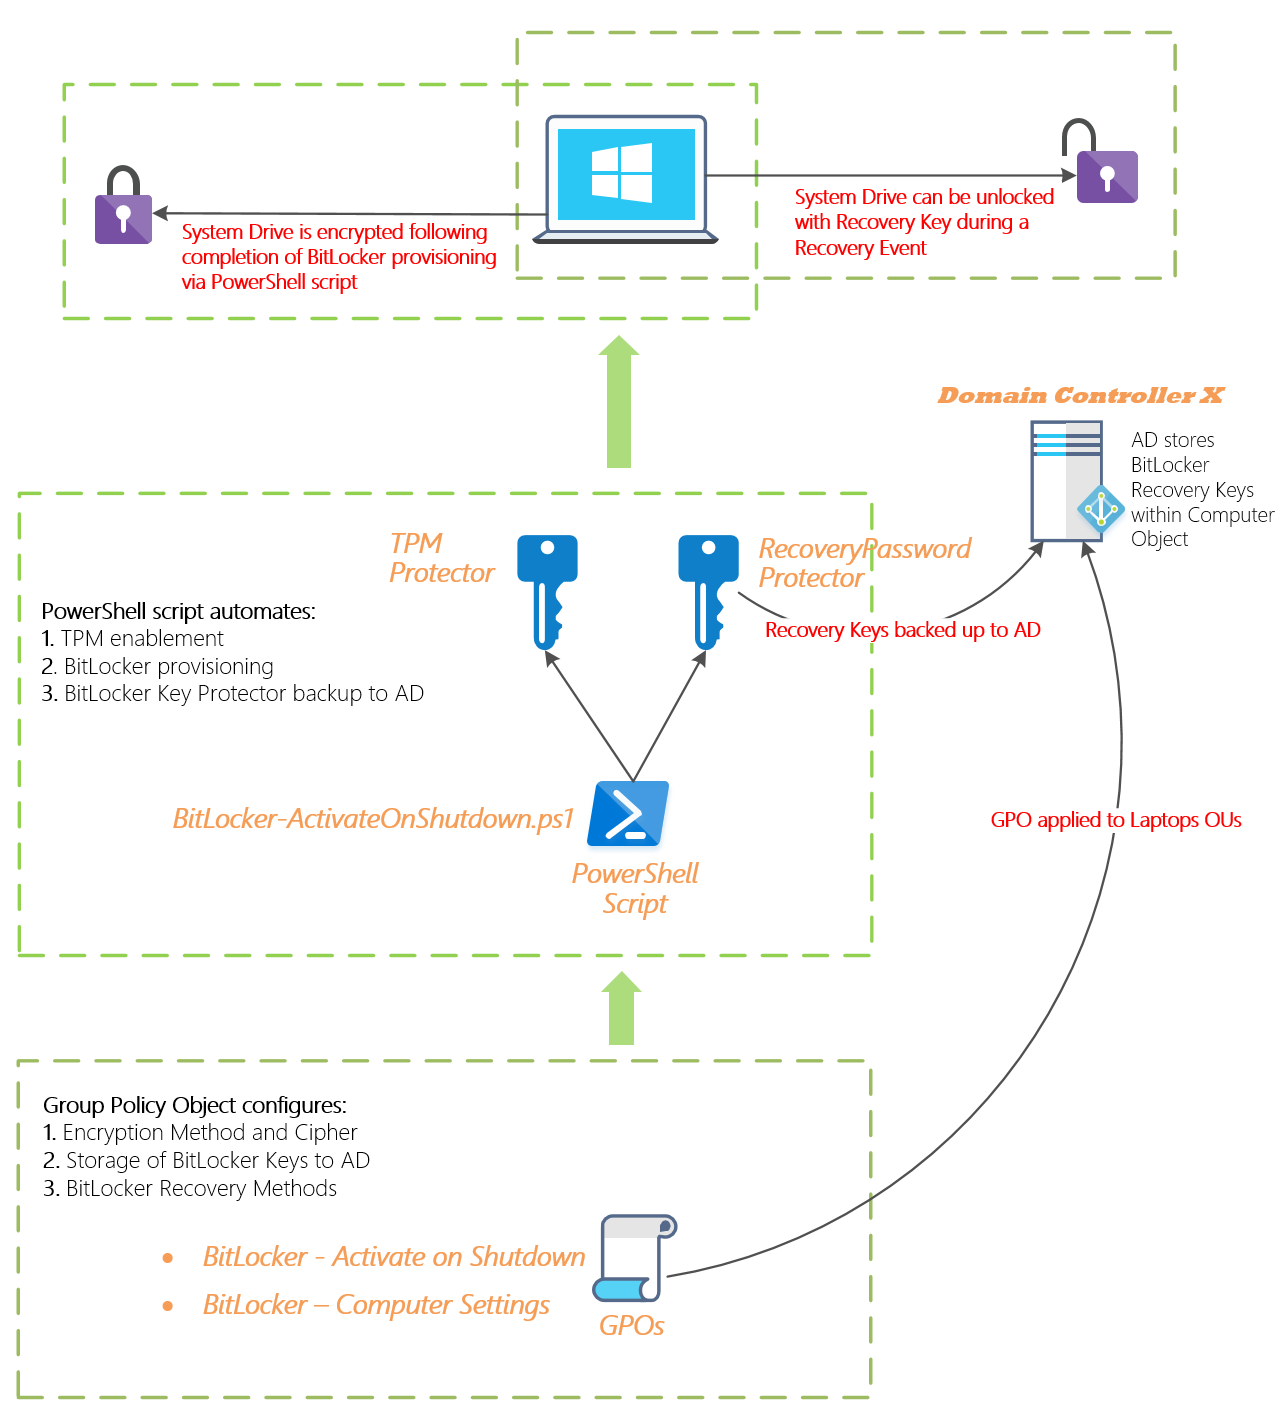 System Drive can be unlocked
with Recovery Key during a
Recovery Event
System Drive is encrypted following
completion of BitLocker provisioning
via PowerShell script
Domain Controller X
AD stores
BitLocker
Recovery Keys
within Computer
Object
TPM
Protector
RecoveryPassword
Protector
PowerShell script automates:
1. TPM enablement
2. BitLocker provisioning
3. BitLocker Key Protector backup to AD
Recovery Keys backed up to AD
BitLocker-ActivateOnShutdown.ps1
PowerShell
Script
GPO applied to Laptops OUs
Group Policy Object configures:
1. Encryption Method and Cipher
2. Storage of BitLocker Keys to AD
3. BitLocker Recovery Methods
• BitLocker - Activate on Shutdown
• BitLocker – Computer Settings
GPOs